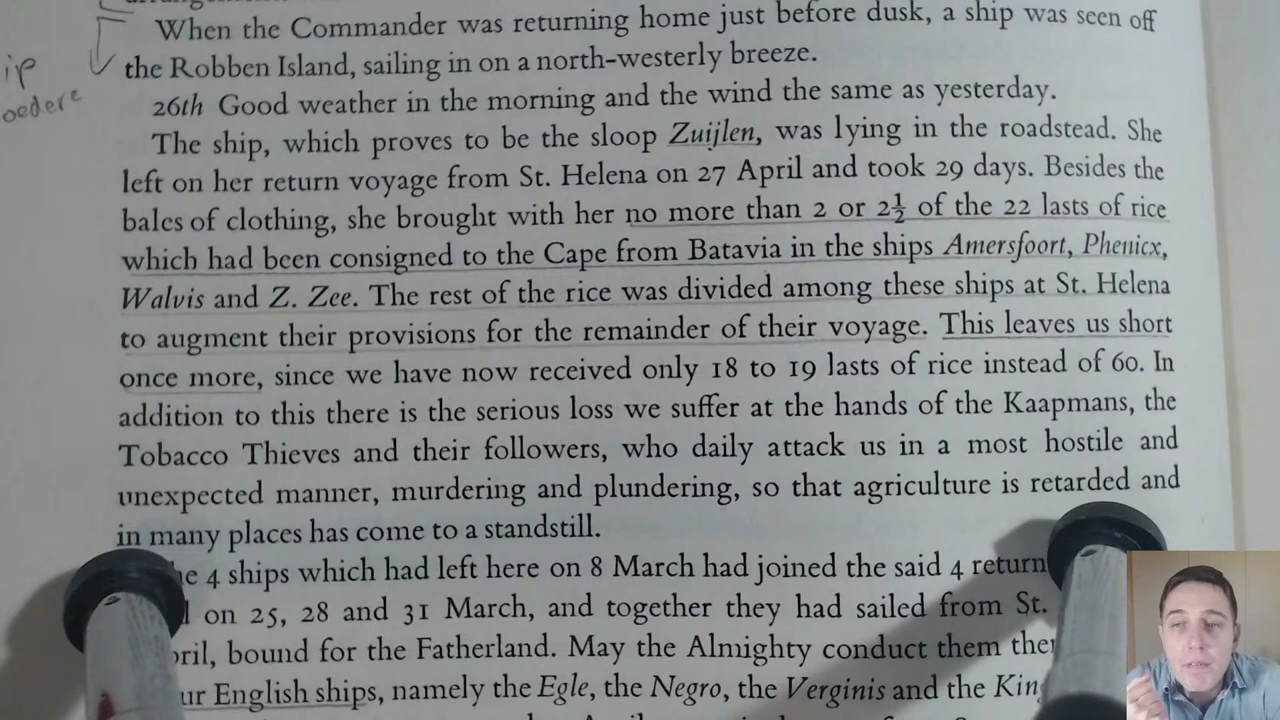 When the Commander was returning home just before dusk, a ship was seen off
the Robben Island, sailing in on a north-westerly breeze.
26th Good weather in the morning and the wind the same as yesterday.
The ship, which proves to be the sloop Zuijlen, was lying in the roadstead. She
left on her return voyage from St. Helena on 27 April and took 29 days. Besides the
bales of clothing, she brought with her no more than 2 or 2½ of the 22 lasts of rice
which had been consigned to the Cape from Batavia in the ships Amersfoort, Phenicx,
Walvis and Z. Zee. The rest of the rice was divided among these ships at St. Helena
to augment their provisions for the remainder of their voyage. This leaves us short
once more, since we have now received only 18 to 19 lasts of rice instead of 60. In
addition to this there is the serious loss we suffer at the hands of the Kaapmans, the
Tobacco Thieves and their followers, who daily attack us in a most hostile and
unexpected manner, murdering and plundering, so that agriculture is retarded and
in many places has come to a standstill.
4 ships which had left here on 8 March had joined the said 4 return
on 25, 28 and 31 March, and together they had sailed from St.
bound for the Fatherland. May the Almighty conduct them
English ships, namely the Egle, the Negro, the Verginis and the